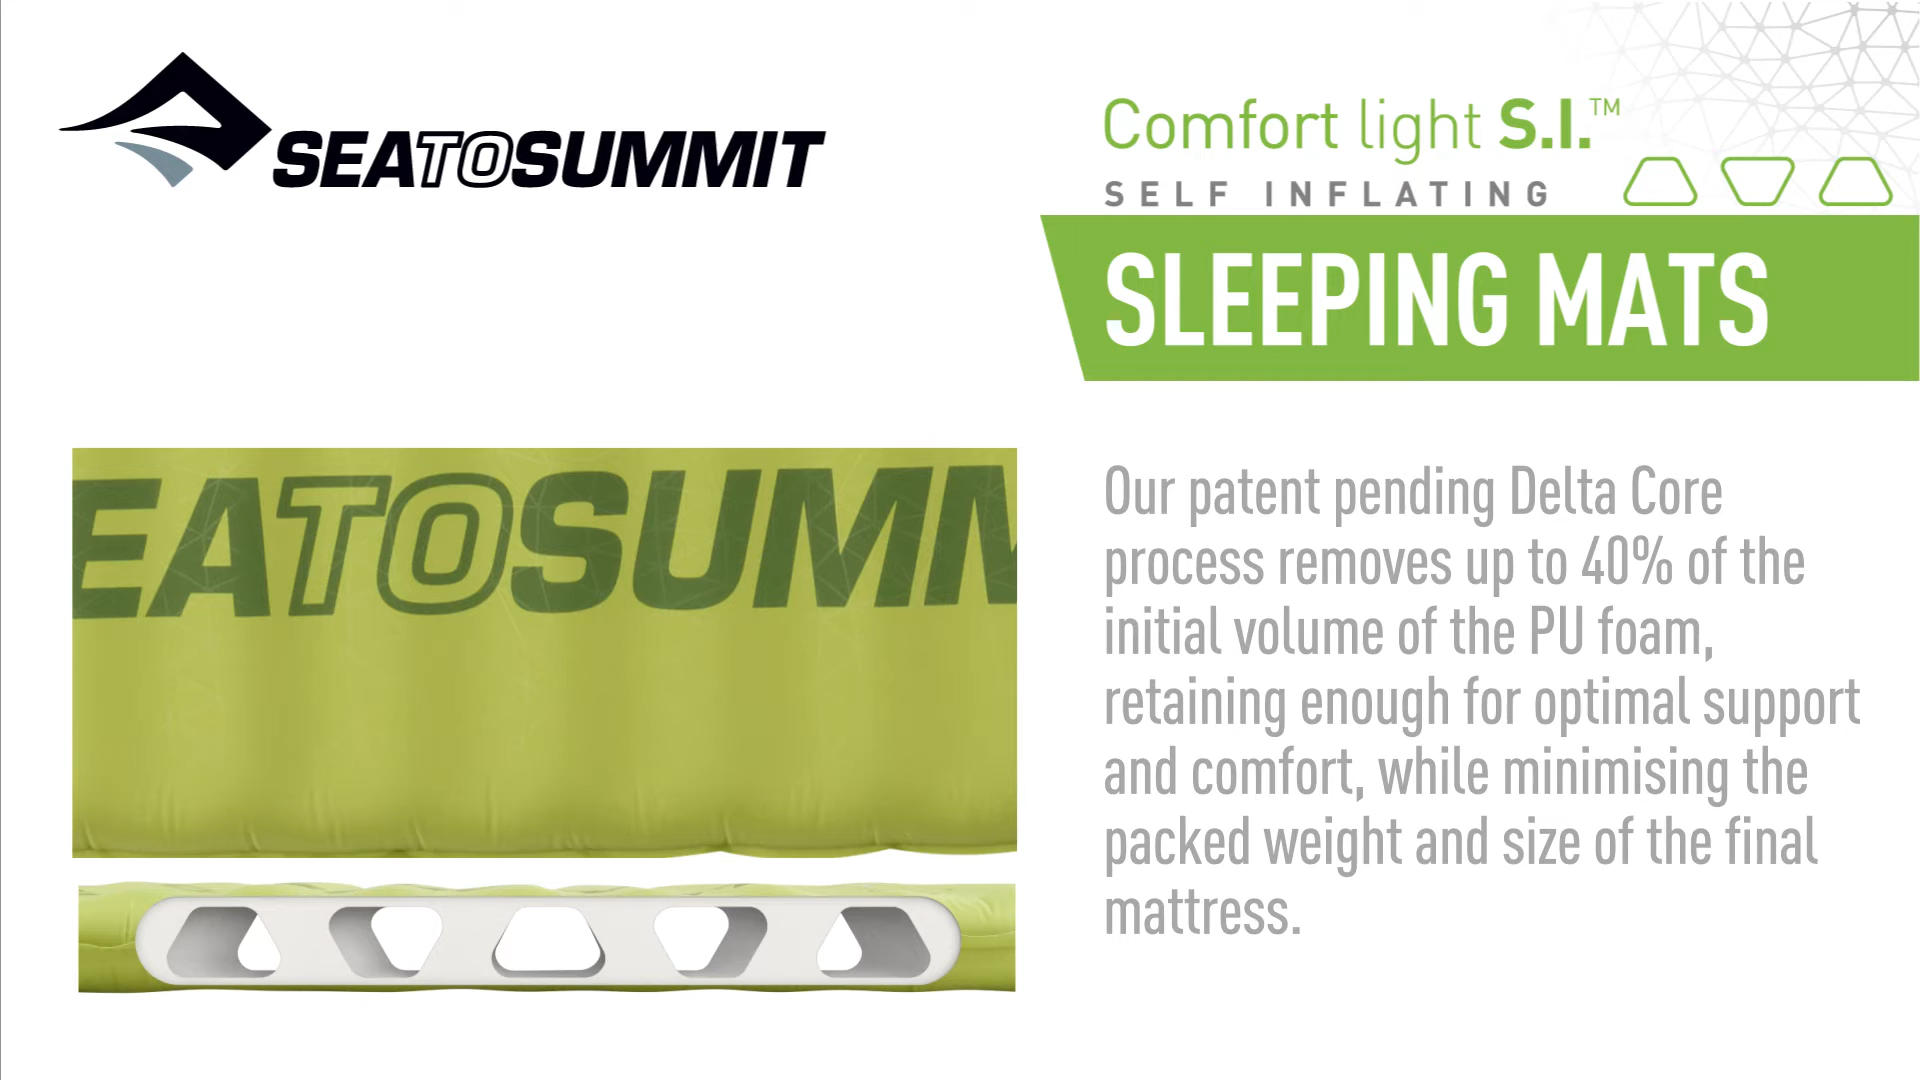 SEATOSUMMIT
Comfort light S.I.™
SELF INFLATING
SLEEPING MATS
EATOSUMM
Our patent pending Delta Core
process removes up to 40% of the
initial volume of the PU foam,
retaining enough for optimal support
and comfort, while minimising the
packed weight and size of the final
mattress.